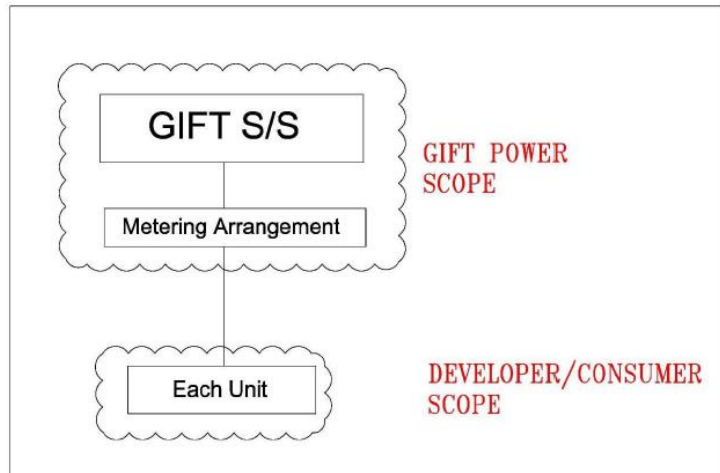 GIFT S/S
GIFT POWER
SCOPE
Metering Arrangement
Each Unit
DEVELOPER/CONSUMER
SCOPE